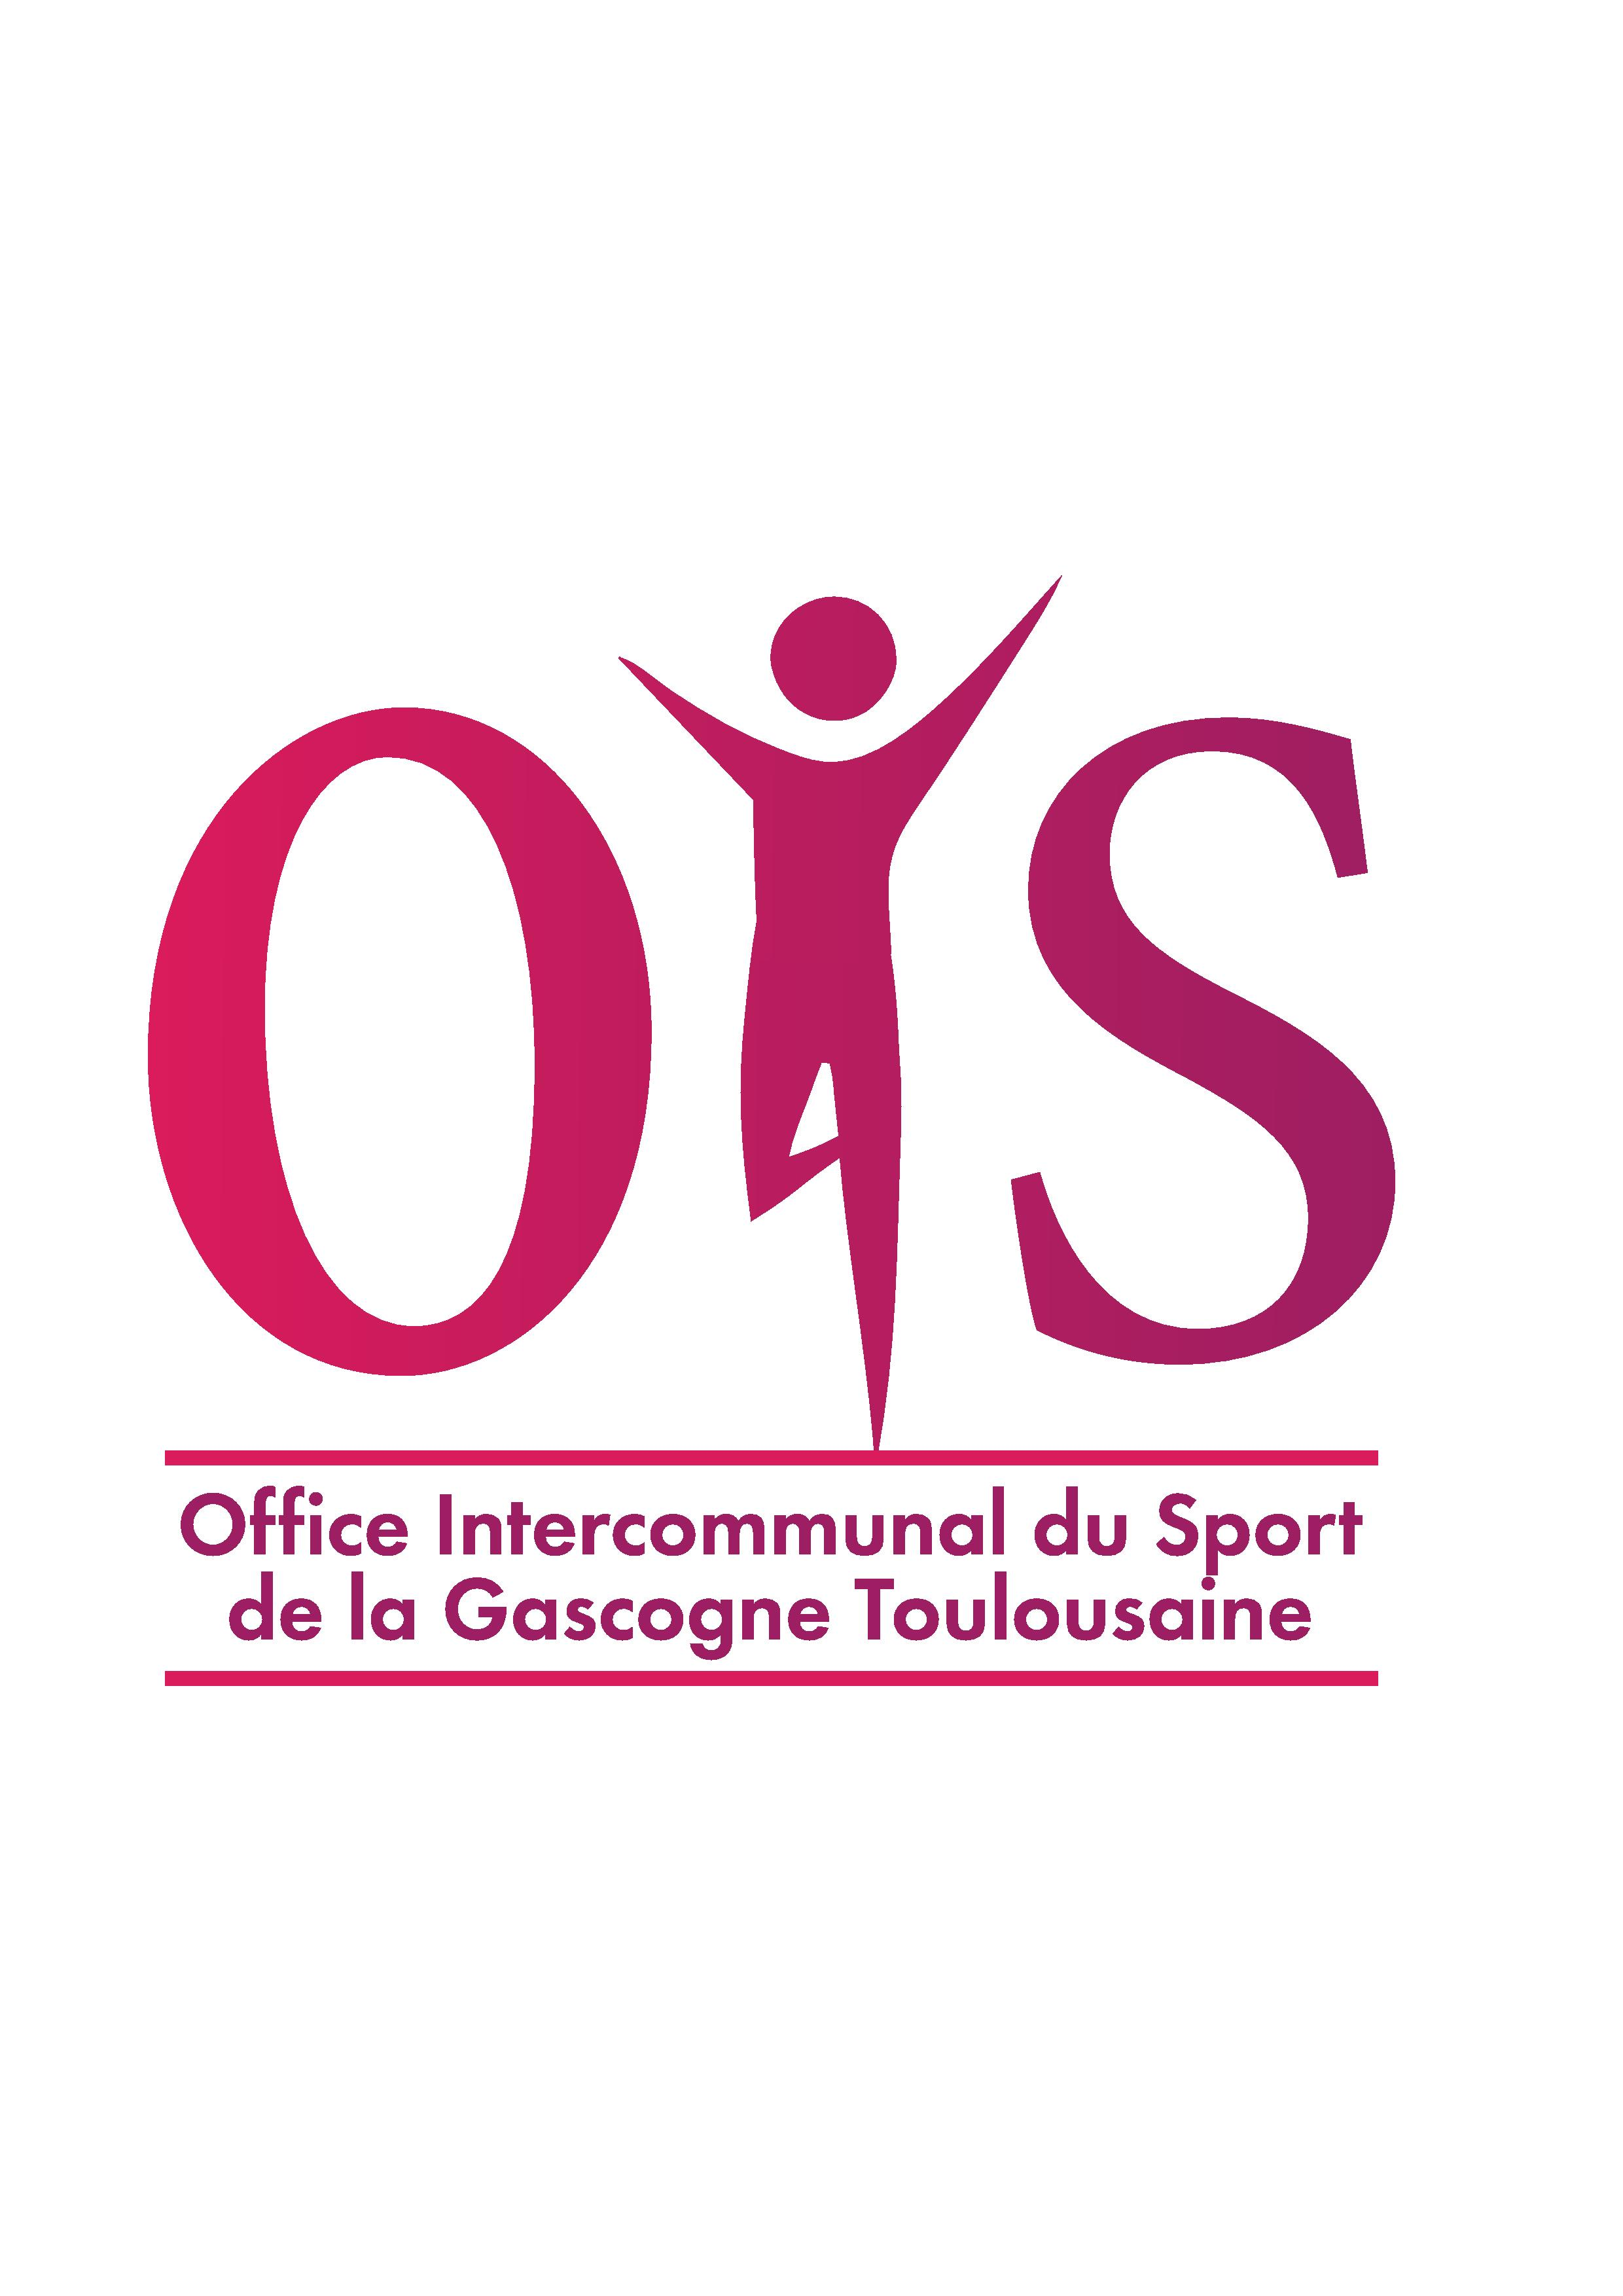 OIS
Office Intercommunal du Sport
de la Gascogne Toulousaine